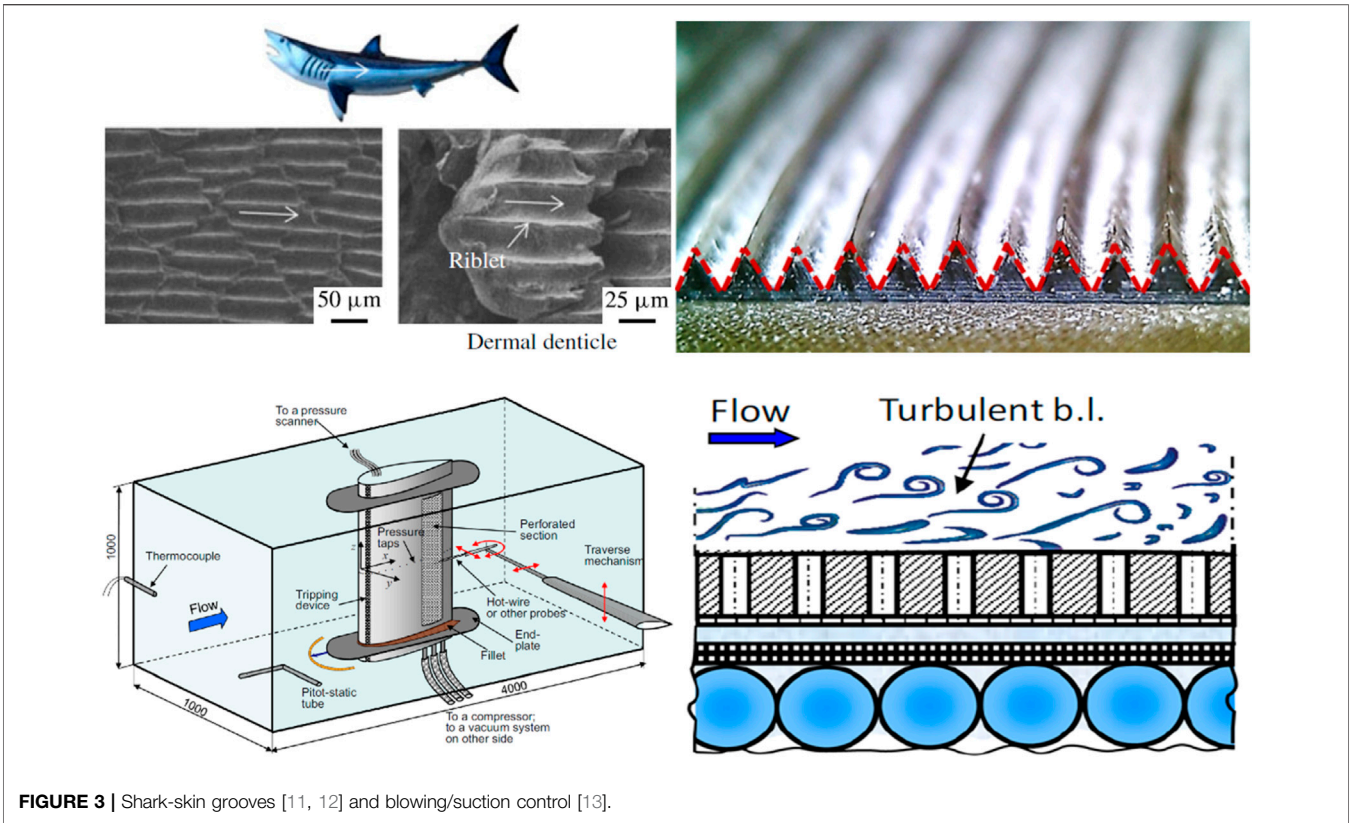 Riblet
50 µm
25 µm
Dermal denticle
To a pressure
scanner
1000
Thermocouple
Flow
Pressure
taps
z
x
y
Tripping
device
Perforated
section
Traverse
mechanism
Hot-wire
or other probes
End-
plate
Fillet
Pitot-static
tube
1000
4000
To a compressor;
to a vacuum system
on other side
Flow
Turbulent b.l.
FIGURE 3 | Shark-skin grooves [11, 12] and blowing/suction control [13].